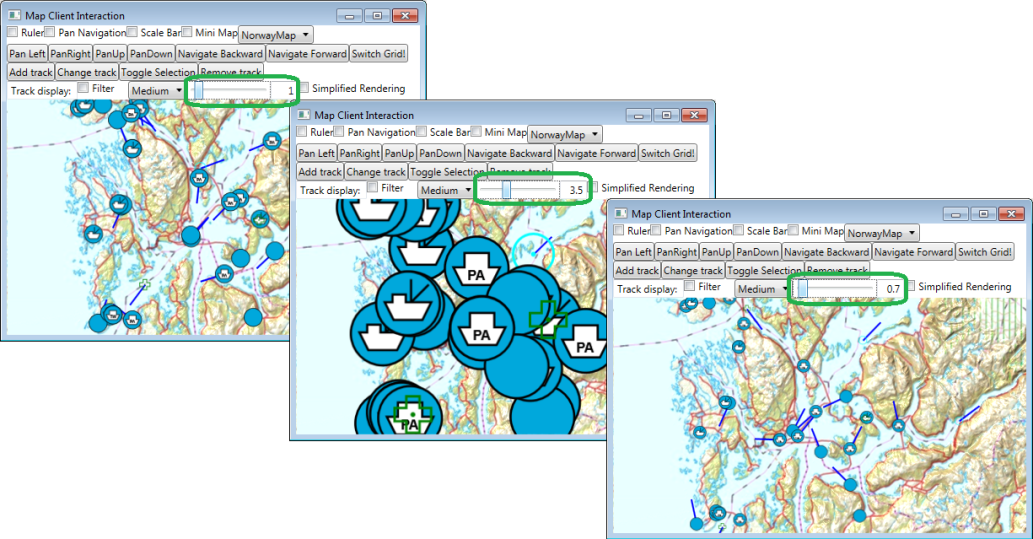 Map Client Interaction
Ruler Pan Navigation Scale Bar Mini Map NorwayMap
Pan Left PanRight PanUp PanDown Navigate Backward Navigate Forward Switch Grid!
Add track Change track Toggle Selection Remove track
Track display: Filter Medium 1 Simplified Rendering
Map Client Interaction
Ruler Pan Navigation Scale Bar Mini Map NorwayMap
Pan Left PanRight PanUp PanDown Navigate Backward Navigate Forward Switch Grid!
Add track Change track Toggle Selection Remove track
Track display: Filter Medium 3.5 Simplified Rendering
PA
PA
PA
PA
Map Client Interaction
Ruler Pan Navigation Scale Bar Mini Map NorwayMap
Pan Left PanRight PanUp PanDown Navigate Backward Navigate Forward Switch Grid!
Add track Change track Toggle Selection Remove track
Track display: Filter Medium 0.7 Simplified Rendering